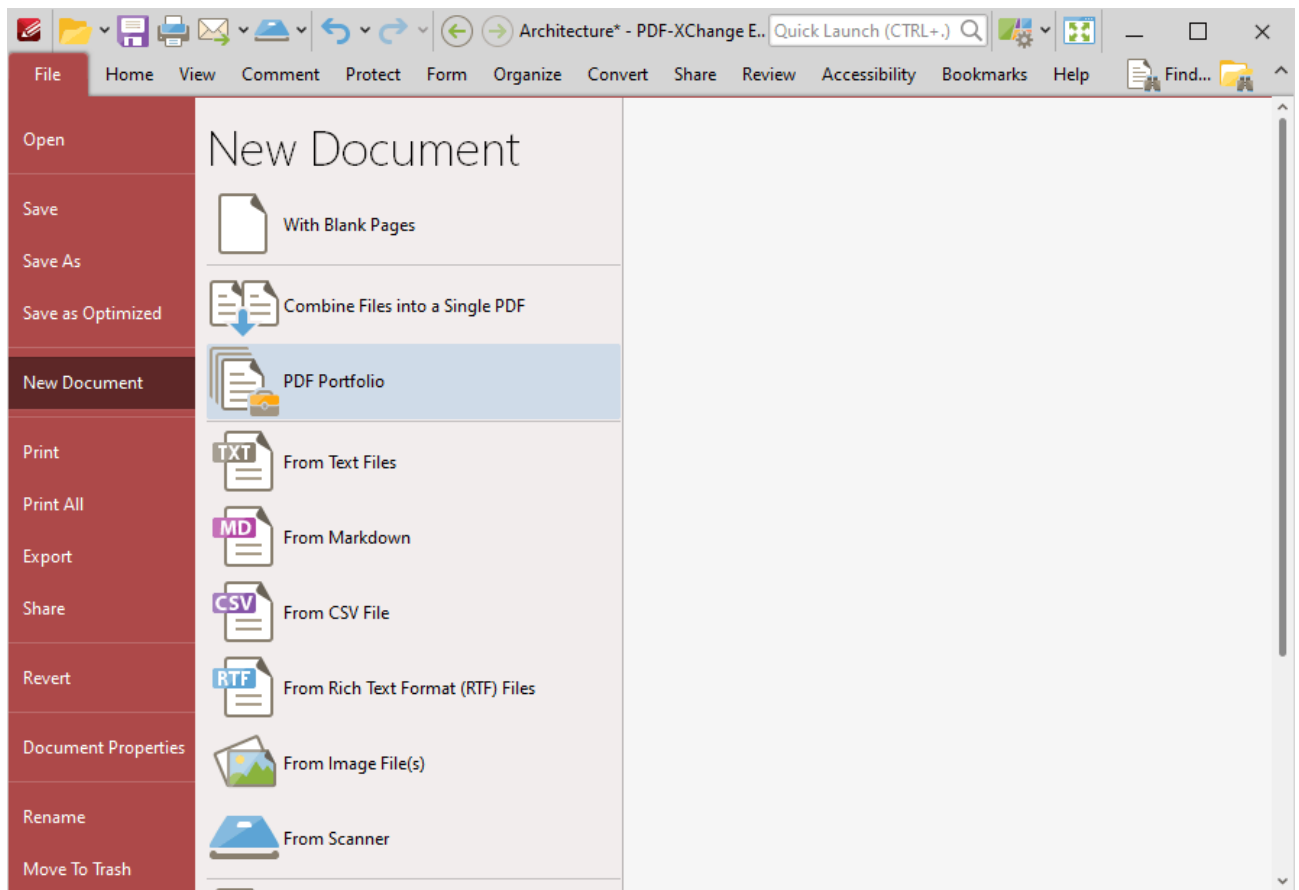 Architecture* - PDF-XChange E..
Quick Launch (CTRL+.)
File Home View Comment Protect Form Organize Convert Share Review Accessibility Bookmarks Help Find...
Open
Save
Save As
Save as Optimized
New Document
Print
Print All
Export
Share
Revert
Document Properties
Rename
Move To Trash
New Document
With Blank Pages
Combine Files into a Single PDF
PDF Portfolio
TXT From Text Files
MD From Markdown
CSV From CSV File
RTF From Rich Text Format (RTF) Files
From Image File(s)
From Scanner